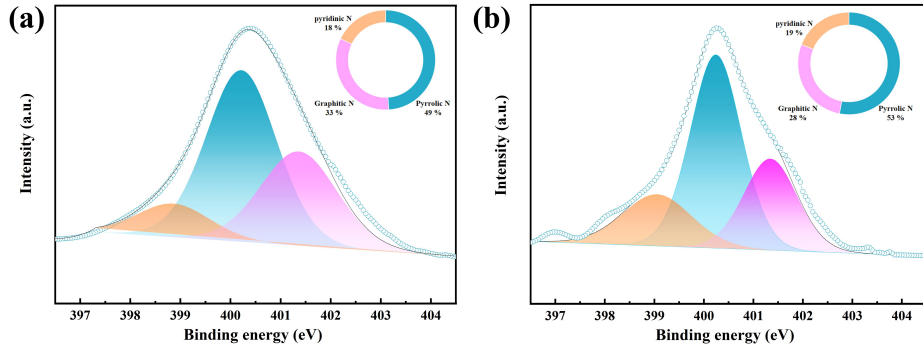 (a)
pyridinic N
18 %
Graphitic N
33 %
Pyrrolic N
49 %
Intensity (a.u.)
397 398 399 400 401 402 403 404
Binding energy (eV)
(b)
pyridinic N
19 %
Graphitic N
28 %
Pyrrolic N
53 %
Intensity (a.u.)
397 398 399 400 401 402 403 404
Binding energy (eV)